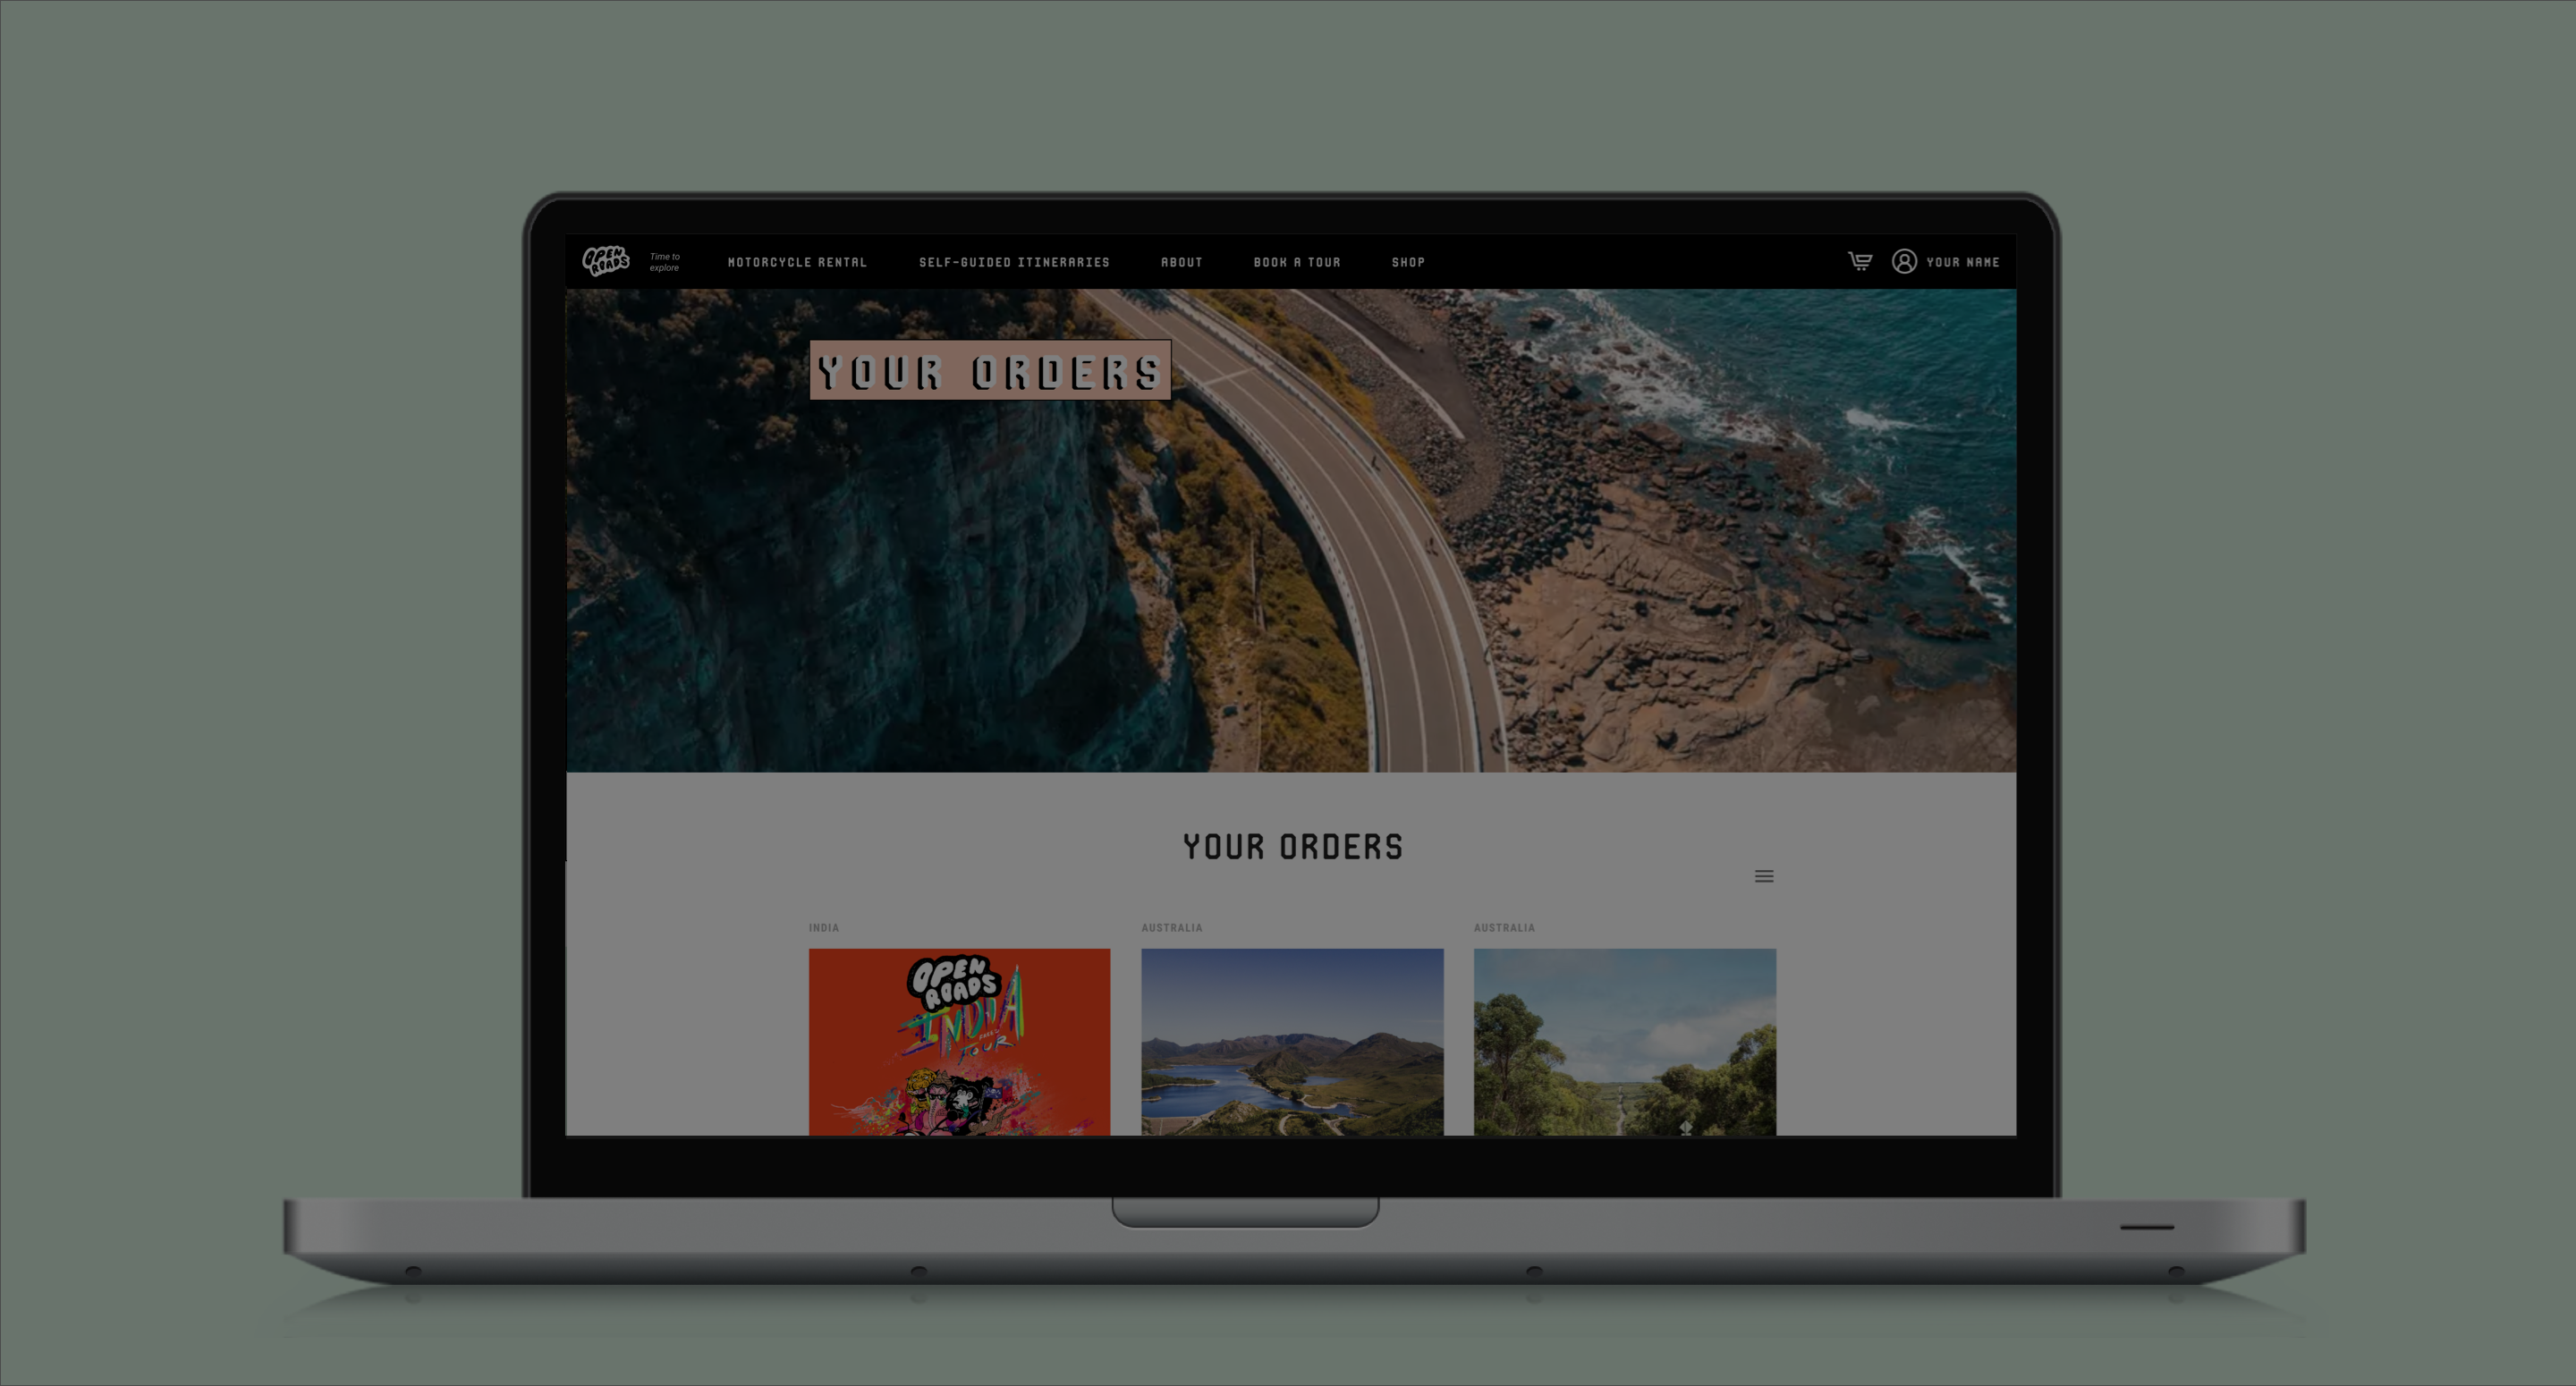 OPEN
ROADS
Time to
explore
MOTORCYCLE RENTAL
SELF-GUIDED ITINERARIES
ABOUT
BOOK A TOUR
SHOP
YOUR NAME
YOUR ORDERS
YOUR ORDERS
INDIA
AUSTRALIA
AUSTRALIA
OPEN
ROADS
INDIA
TOUR